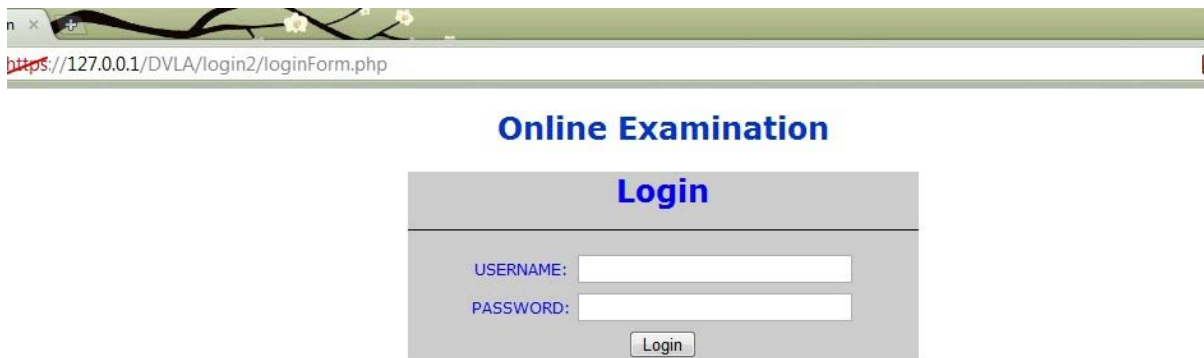 n
https://127.0.0.1/DVLA/login2/loginForm.php
Online Examination
Login
USERNAME:
PASSWORD:
Login